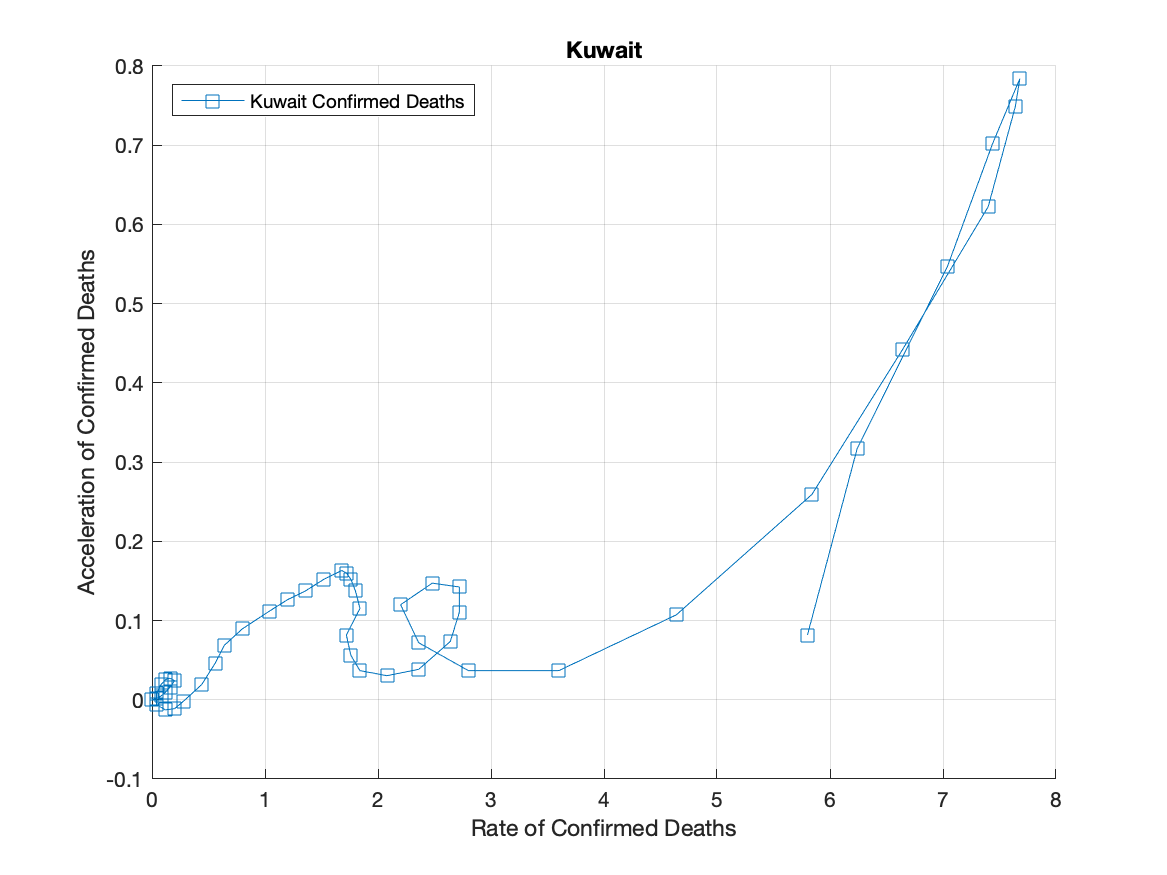 Kuwait
Kuwait Confirmed Deaths
Acceleration of Confirmed Deaths
0.8
0.7
0.6
0.5
0.4
0.3
0.2
0.1
0
-0.1
0 1 2 3 4 5 6 7 8
Rate of Confirmed Deaths